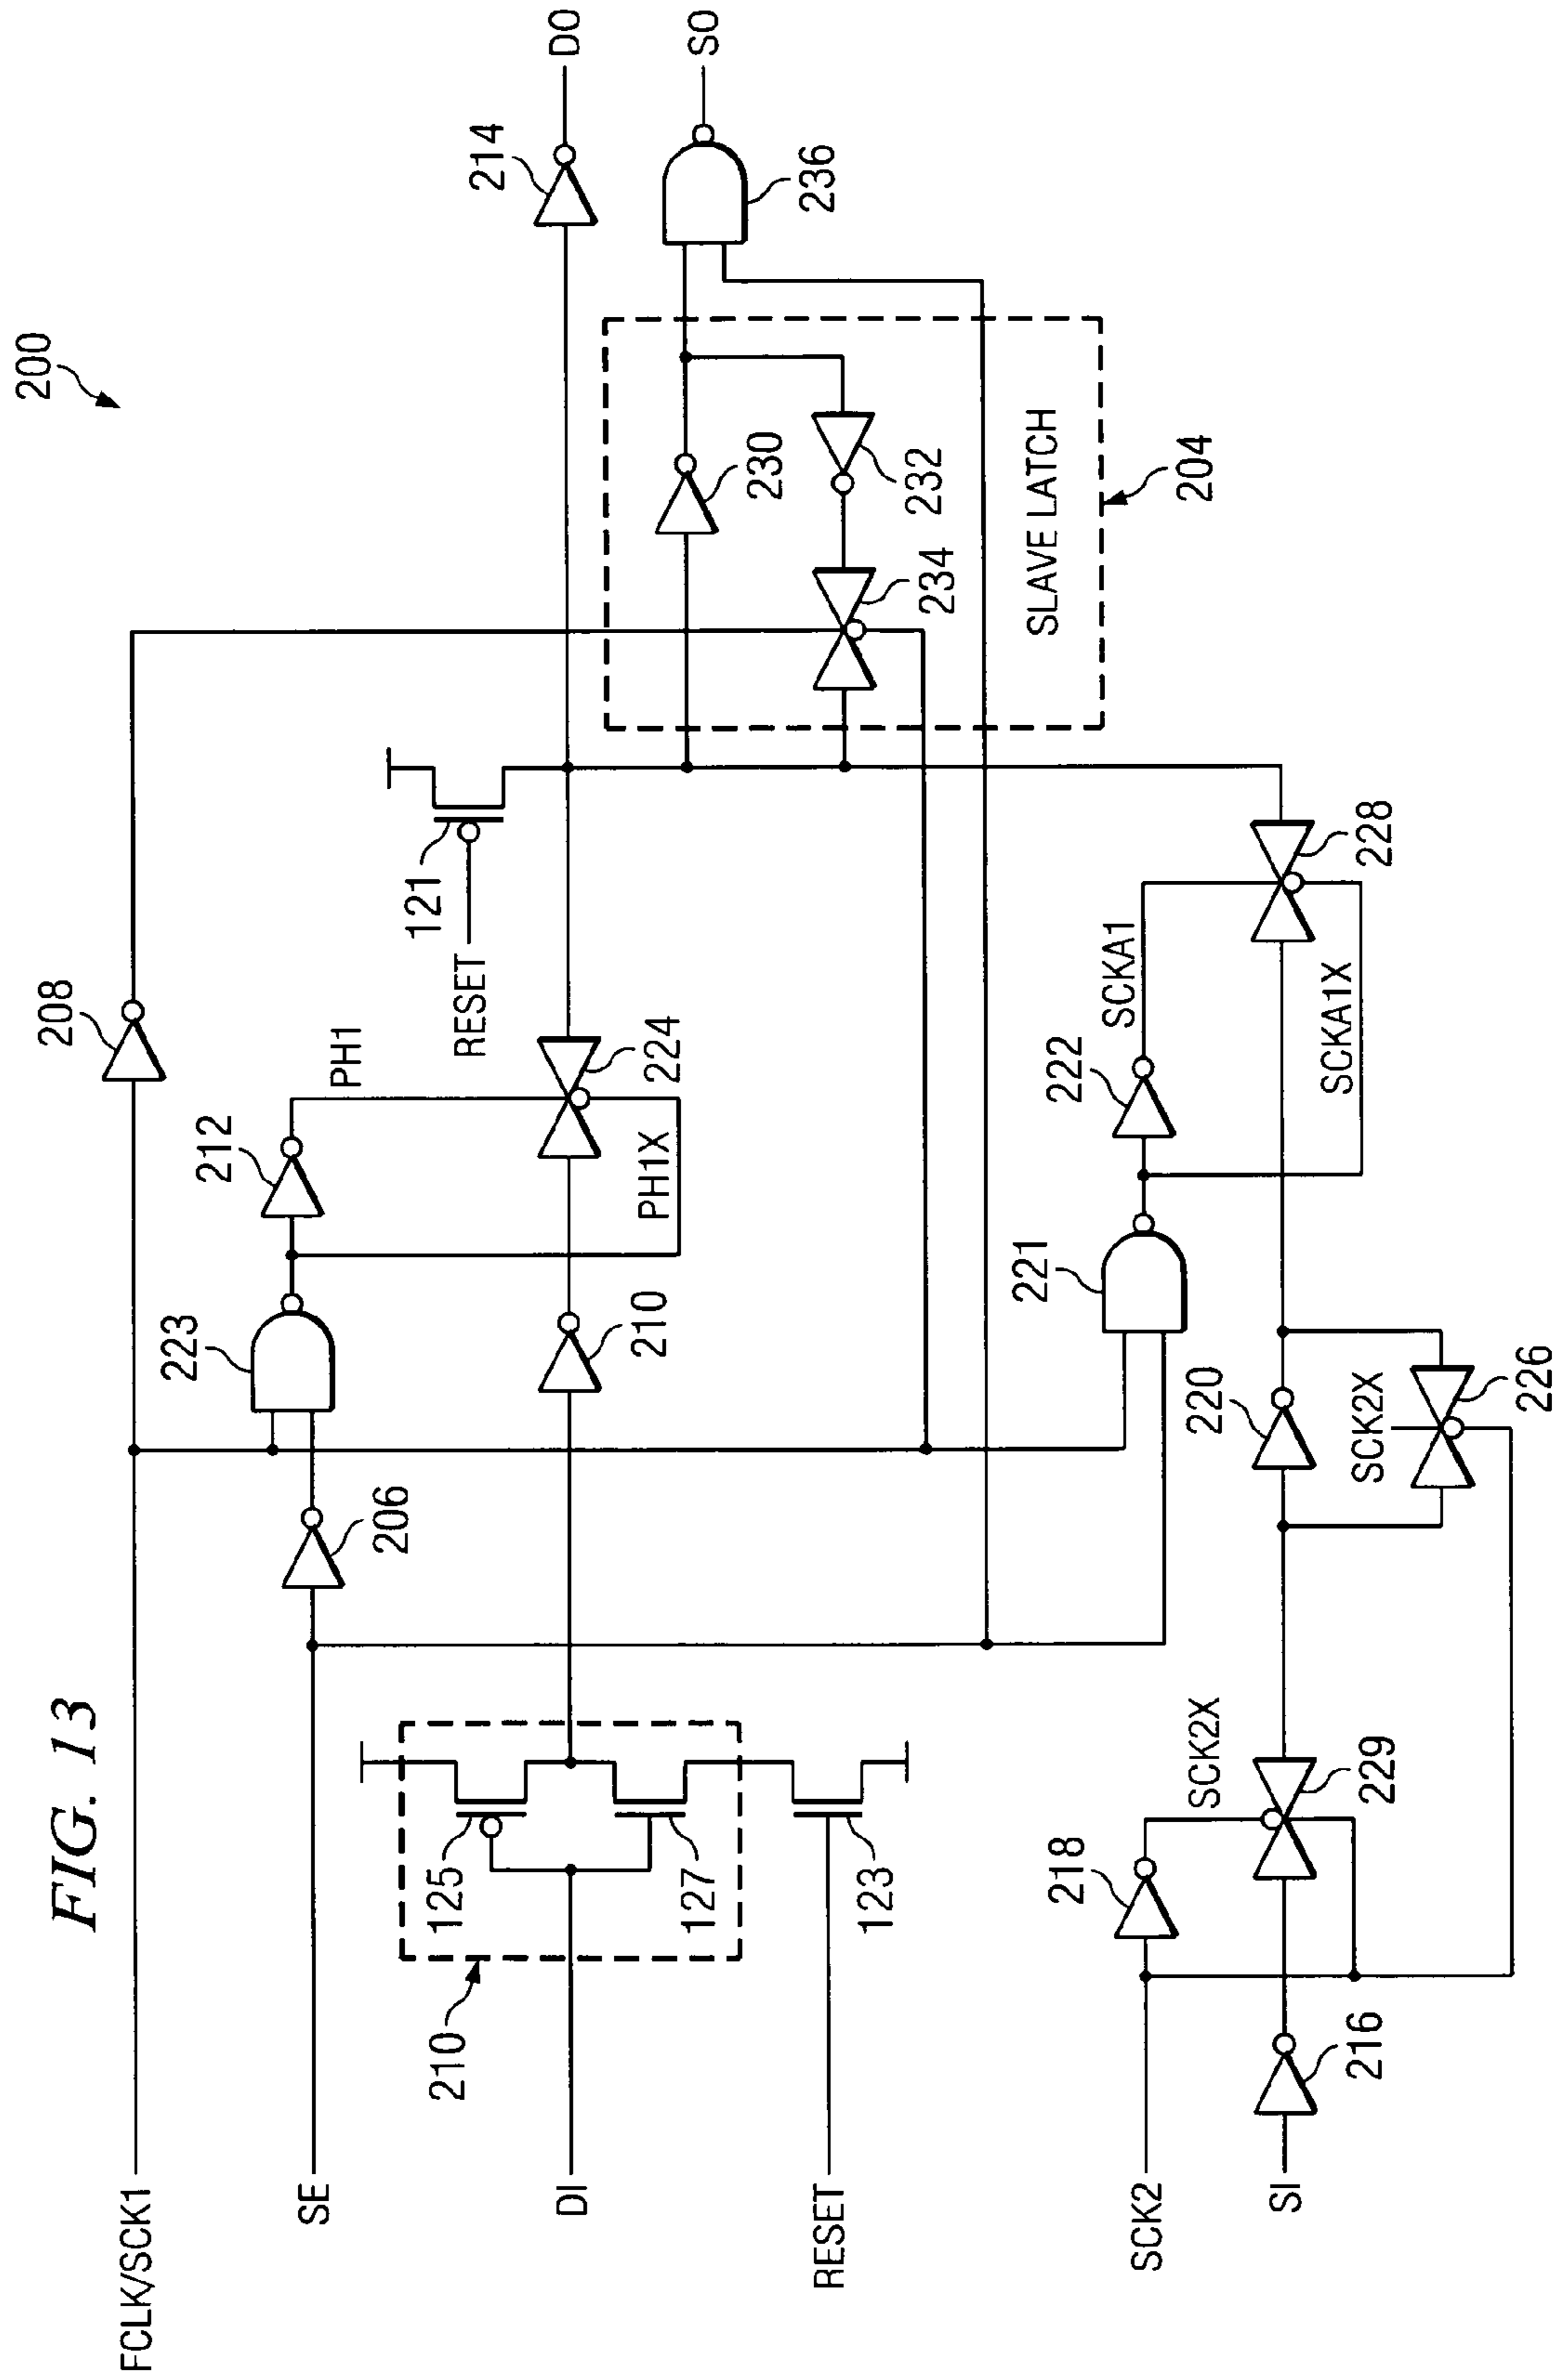 FIG. 13
200
FCLK/SCK1
208
SE
206
223
212
PH1
PH1X
121
RESET
224
214
DO
DI
210
125
127
210
RESET
123
230
232
234
SLAVE LATCH
204
236
SO
221
222
SCKA1
SCKA1X
228
SCK2
218
SCK2X
229
SI
216
220
SCK2X
226